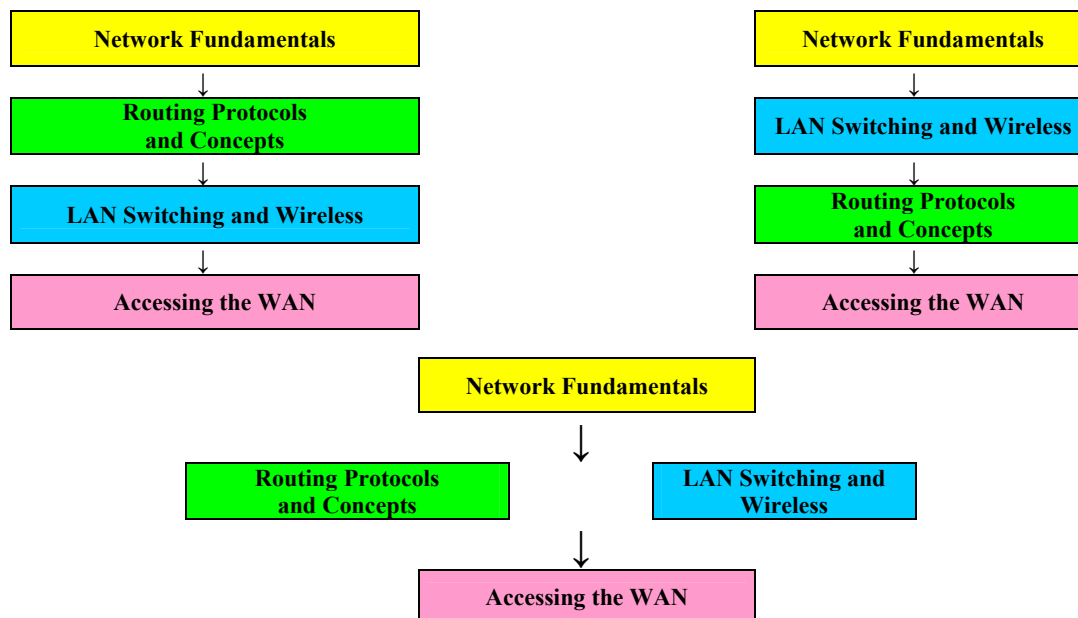 Network Fundamentals
↓
Routing Protocols
and Concepts
↓
LAN Switching and Wireless
↓
Accessing the WAN
Network Fundamentals
↓
LAN Switching and Wireless
↓
Routing Protocols
and Concepts
↓
Accessing the WAN
Network Fundamentals
↓
Routing Protocols
and Concepts
LAN Switching and
Wireless
↓
Accessing the WAN